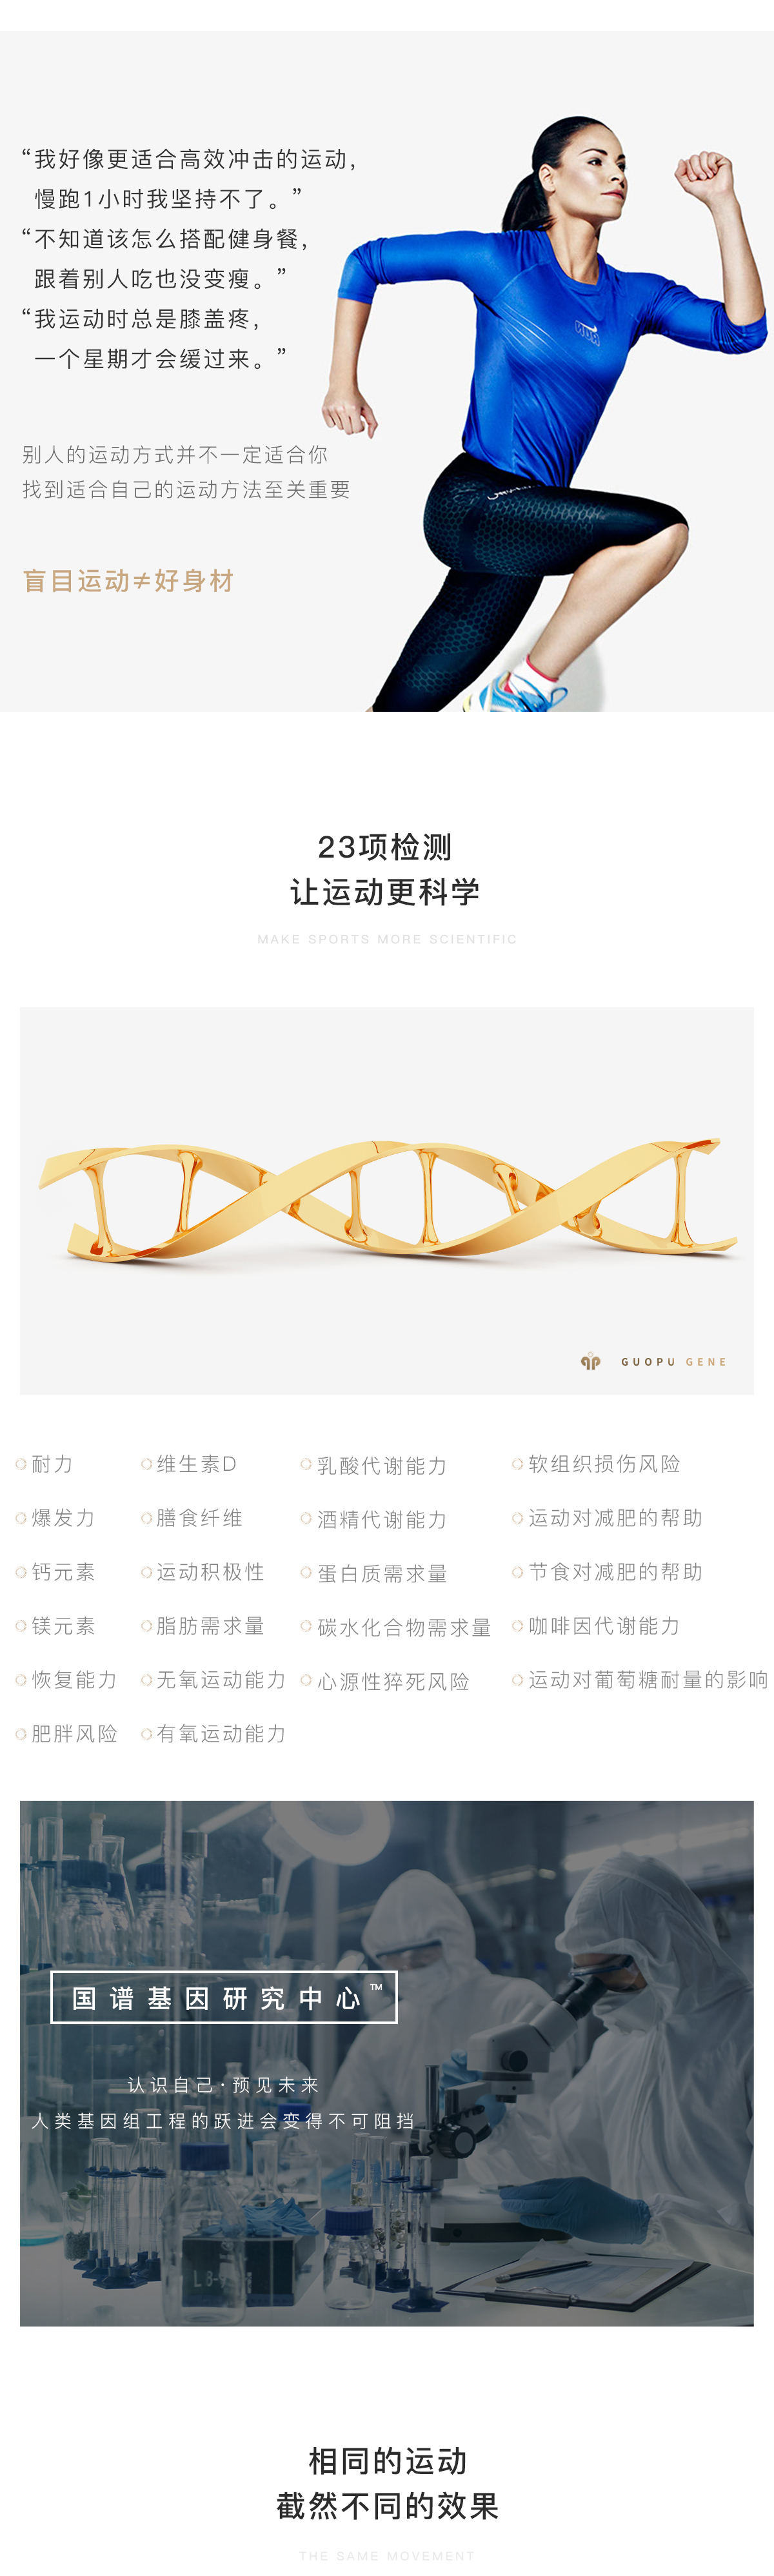 “我好像更适合高效冲击的运动，
慢跑1小时我坚持不了。”
“不知道该怎么搭配健身餐，
跟着别人吃也没变瘦。”
“我运动时总是膝盖疼，
一个星期才会缓过来。”
别人的运动方式并不一定适合你
找到适合自己的运动方法至关重要
盲目运动≠好身材
23项检测
让运动更科学
MAKE SPORTS MORE SCIENTIFIC
GUOPU GENE
耐力
维生素D
乳酸代谢能力
软组织损伤风险
爆发力
膳食纤维
酒精代谢能力
运动对减肥的帮助
钙元素
运动积极性
蛋白质需求量
节食对减肥的帮助
镁元素
脂肪需求量
碳水化合物需求量
咖啡因代谢能力
恢复能力
无氧运动能力
心源性猝死风险
运动对葡萄糖耐量的影响
肥胖风险
有氧运动能力
国谱基因研究中心™
认识自己·预见未来
人类基因组工程的跃进会变得不可阻挡
相同的运动
截然不同的效果
THE SAME MOVEMENT